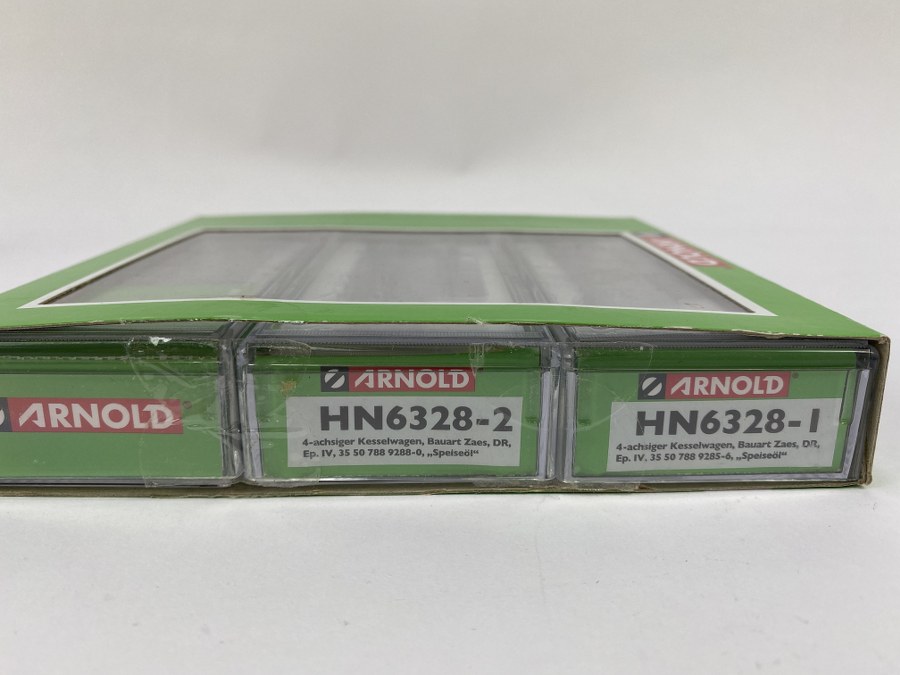 ARNOLD
ARNOLD
ARNOLD
HN6328-2
4-achsiger Kesselwagen, Bauart Zaes, DR,
Ep. IV, 35 50 788 9288-0, „Speiseöl“
ARNOLD
HN6328-1
4-achsiger Kesselwagen, Bauart Zaes, DR,
Ep. IV, 35 50 788 9285-6, „Speiseöl“